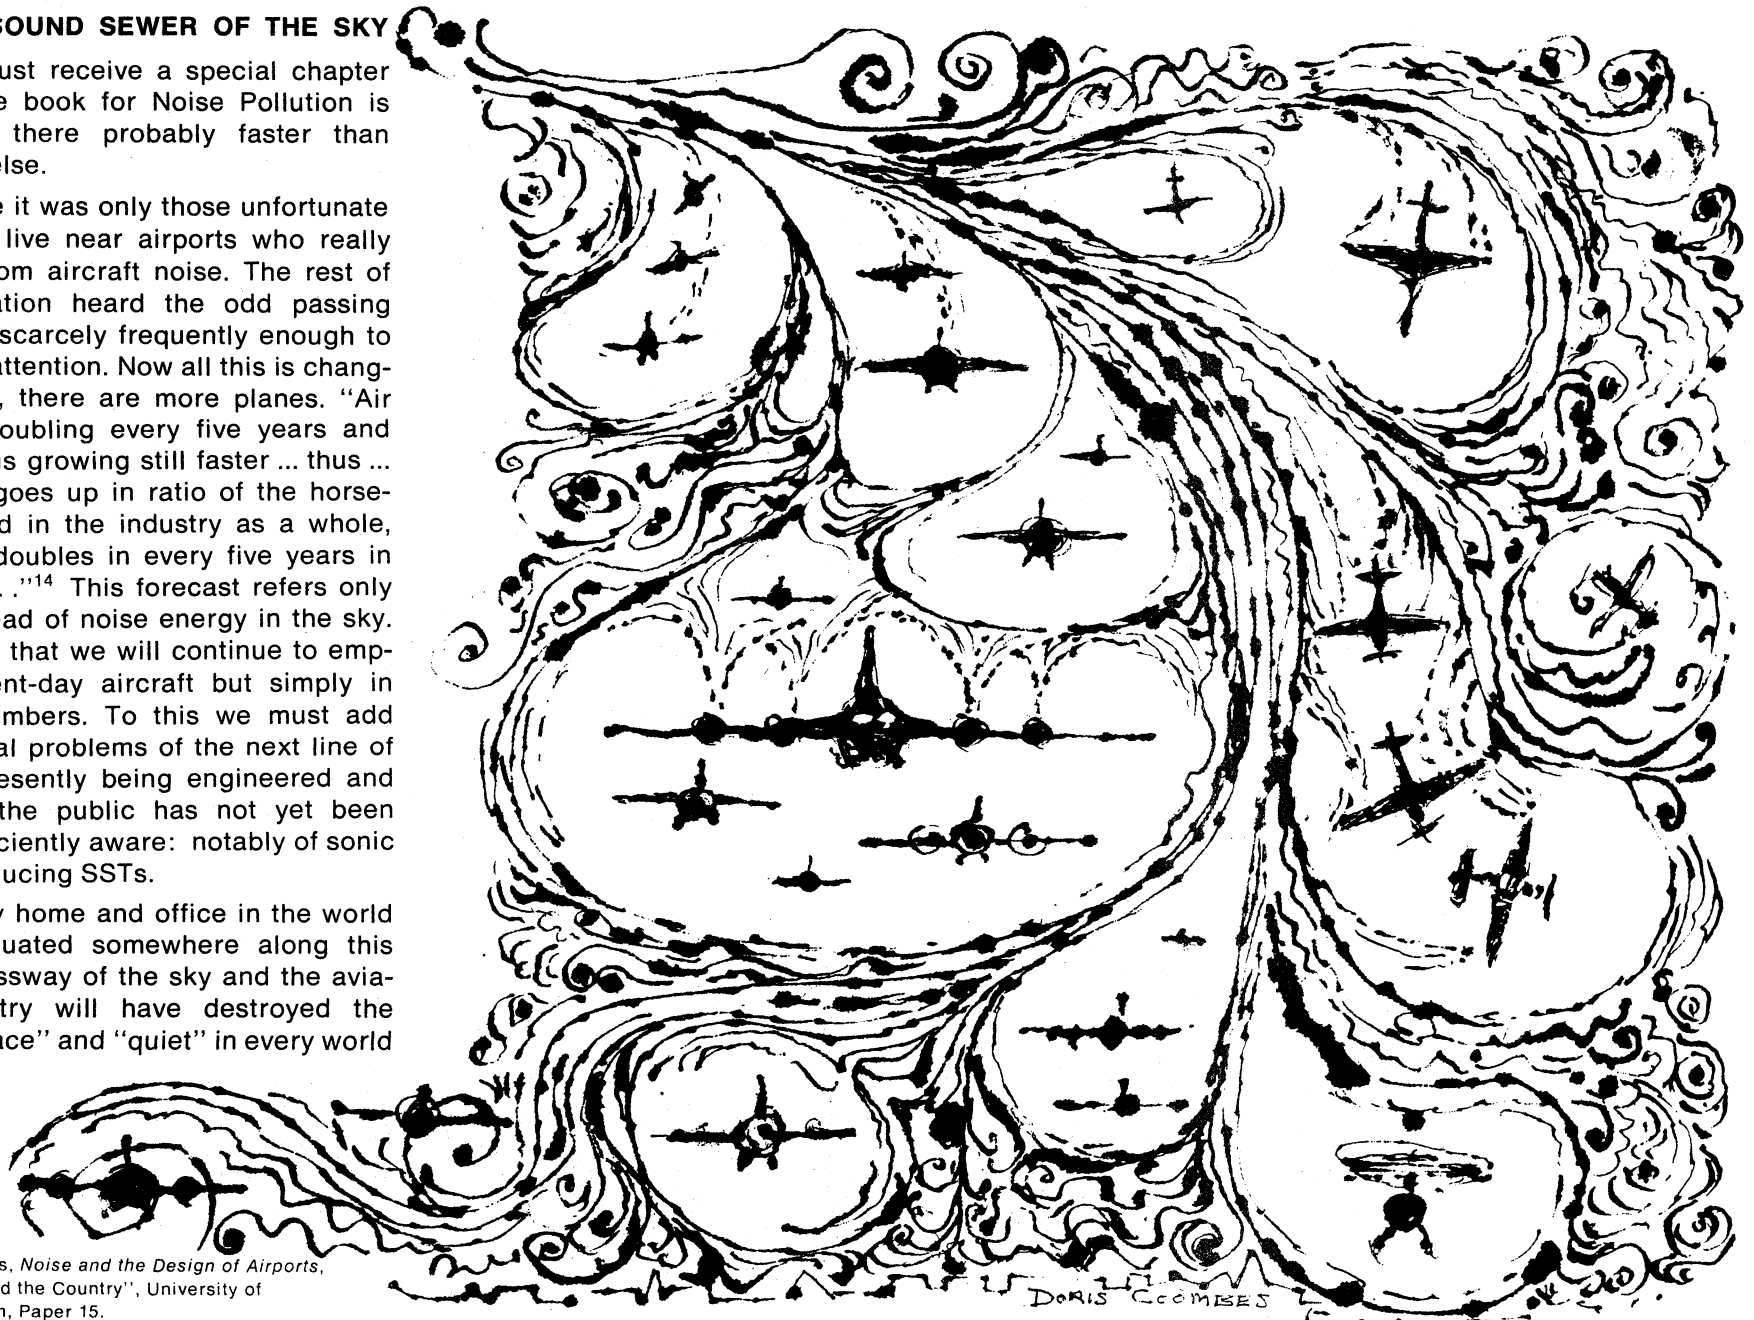 SOUND SEWER OF THE SKY
ust receive a special chapter
e book for Noise Pollution is
there probably faster than
else.
e it was only those unfortunate
live near airports who really
om aircraft noise. The rest of
ation heard the odd passing
scarcely frequently enough to
attention. Now all this is chang-
, there are more planes. “Air
oubling every five years and
is growing still faster ... thus ...
goes up in ratio of the horse-
d in the industry as a whole,
doubles in every five years in
. .”14 This forecast refers only
ad of noise energy in the sky.
that we will continue to emp-
ent-day aircraft but simply in
mbers. To this we must add
al problems of the next line of
esently being engineered and
the public has not yet been
ciently aware: notably of sonic
ucing SSTs.
y home and office in the world
uated somewhere along this
ssway of the sky and the avia-
try will have destroyed the
ace” and “quiet” in every world
s, Noise and the Design of Airports,
d the Country”, University of
n, Paper 15.
DORIS COOMBES